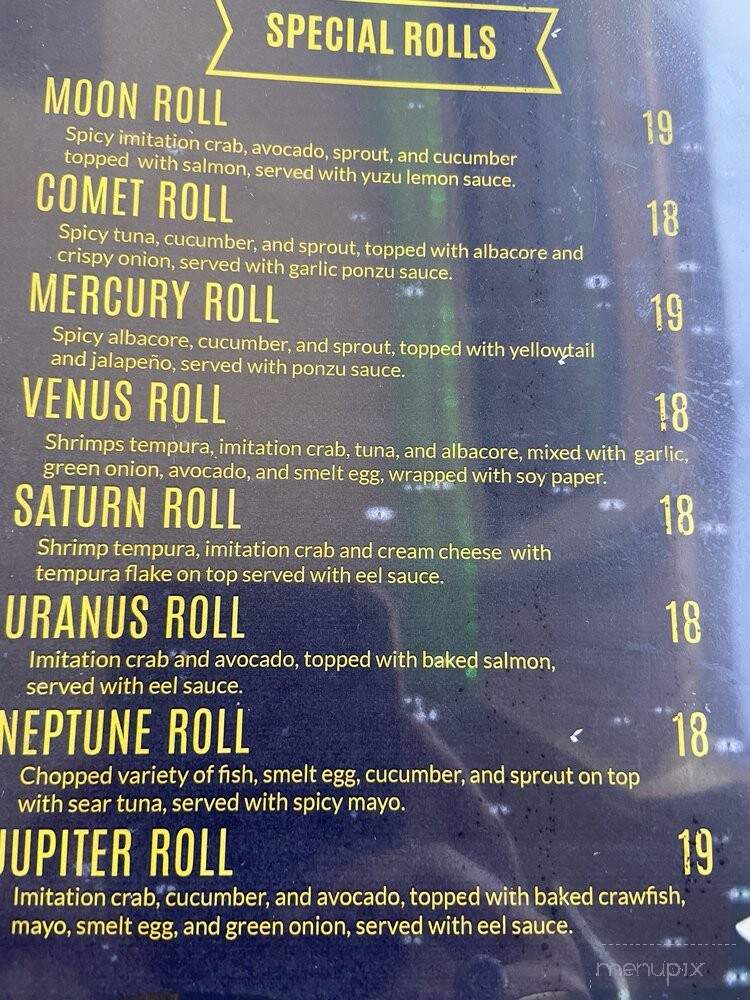 SPECIAL ROLLS
MOON ROLL 19
Spicy imitation crab, avocado, sprout, and cucumber
topped with salmon, served with yuzu lemon sauce.
COMET ROLL 18
Spicy tuna, cucumber, and sprout, topped with albacore and
crispy onion, served with garlic ponzu sauce.
MERCURY ROLL 19
Spicy albacore, cucumber, and sprout, topped with yellowtail
and jalapeño, served with ponzu sauce.
VENUS ROLL 18
Shrimps tempura, imitation crab, tuna, and albacore, mixed with garlic,
green onion, avocado, and smelt egg, wrapped with soy paper.
SATURN ROLL 18
Shrimp tempura, imitation crab and cream cheese with
tempura flake on top served with eel sauce.
URANUS ROLL 18
Imitation crab and avocado, topped with baked salmon,
served with eel sauce.
NEPTUNE ROLL 18
Chopped variety of fish, smelt egg, cucumber, and sprout on top
with sear tuna, served with spicy mayo.
JUPITER ROLL 19
Imitation crab, cucumber, and avocado, topped with baked crawfish,
mayo, smelt egg, and green onion, served with eel sauce.
menupix